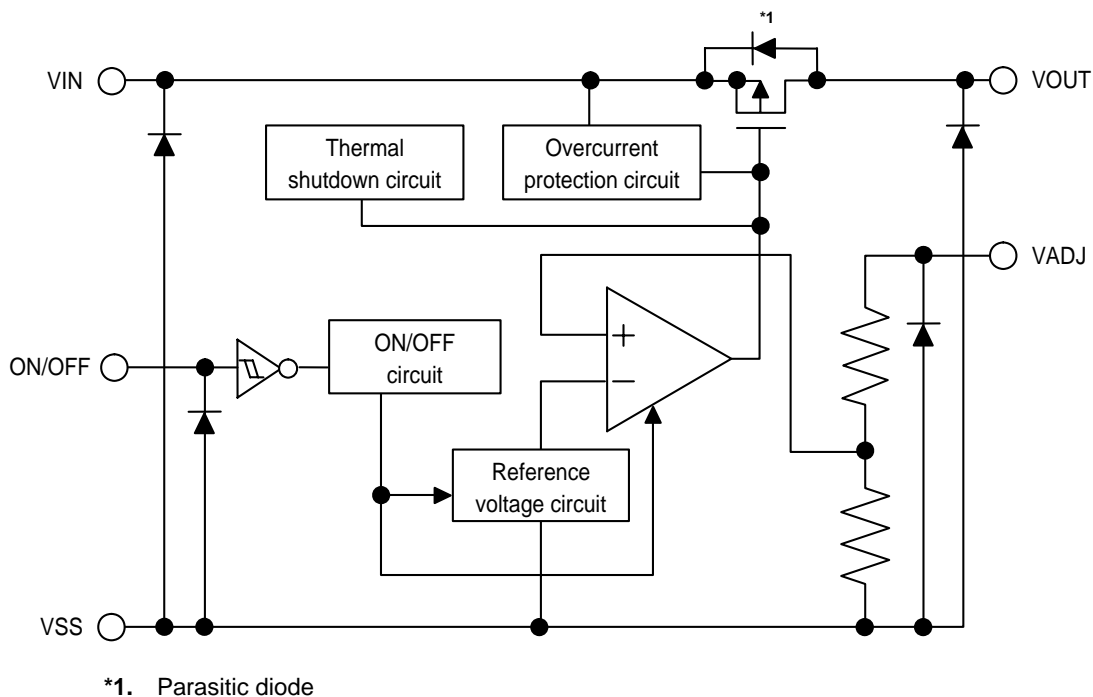 *1
VIN
VOUT
Thermal
shutdown circuit
Overcurrent
protection circuit
VADJ
ON/OFF
ON/OFF
circuit
+
−
Reference
voltage circuit
VSS
*1. Parasitic diode